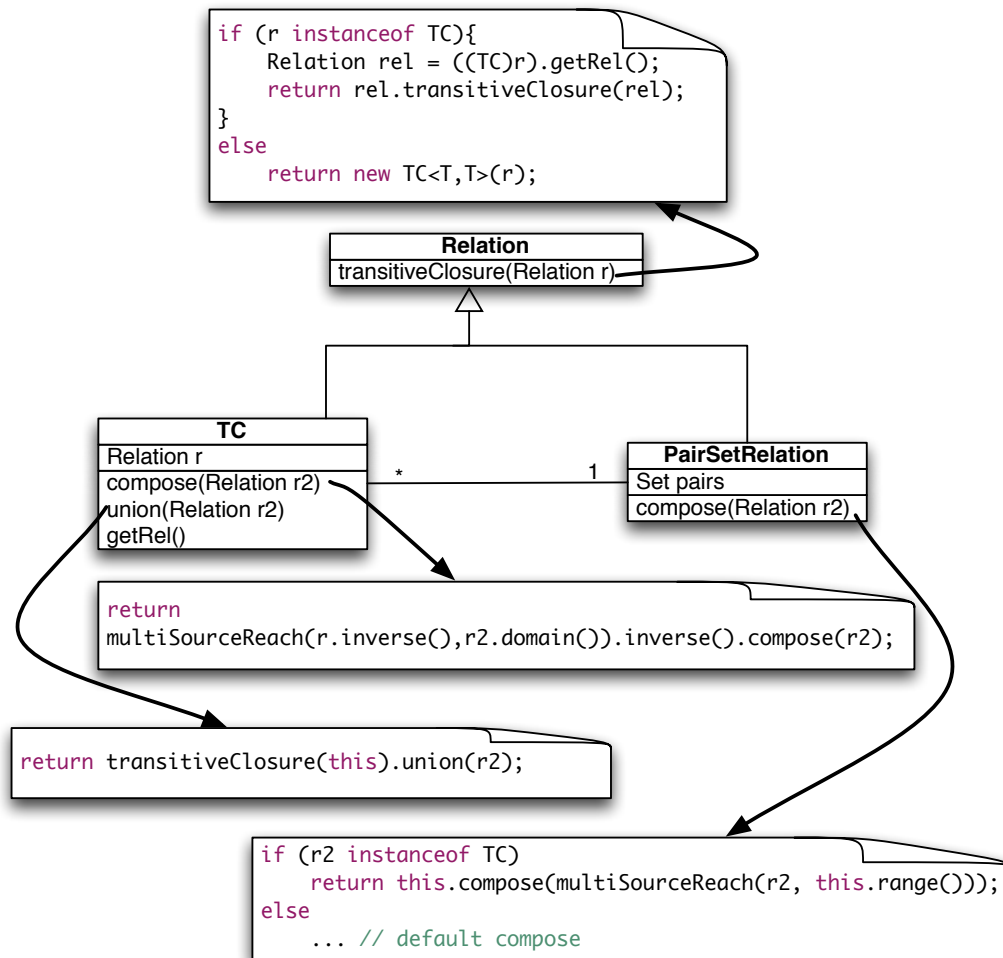 if (r instanceof TC){
Relation rel = ((TC)r).getRel();
return rel.transitiveClosure(rel);
}
else
return new TC<T,T>(r);
Relation
transitiveClosure(Relation r)
TC
Relation r
compose(Relation r2)
union(Relation r2)
getRel()
*
1
PairSetRelation
Set pairs
compose(Relation r2)
return
multiSourceReach(r.inverse(),r2.domain()).inverse().compose(r2);
return transitiveClosure(this).union(r2);
if (r2 instanceof TC)
return this.compose(multiSourceReach(r2, this.range()));
else
... // default compose